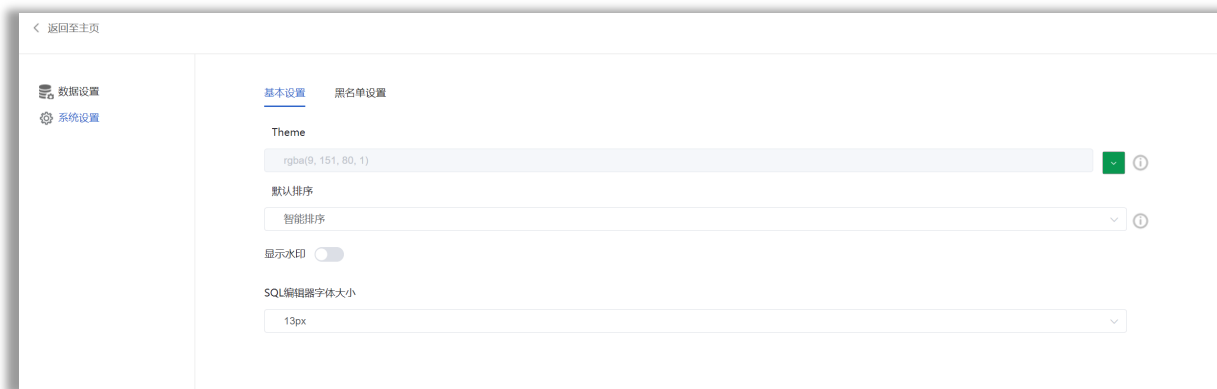 返回至主页
数据设置
系统设置
基本设置 黑名单设置
Theme
rgba(9, 151, 80, 1)
默认排序
智能排序
显示水印
SQL编辑器字体大小
13px